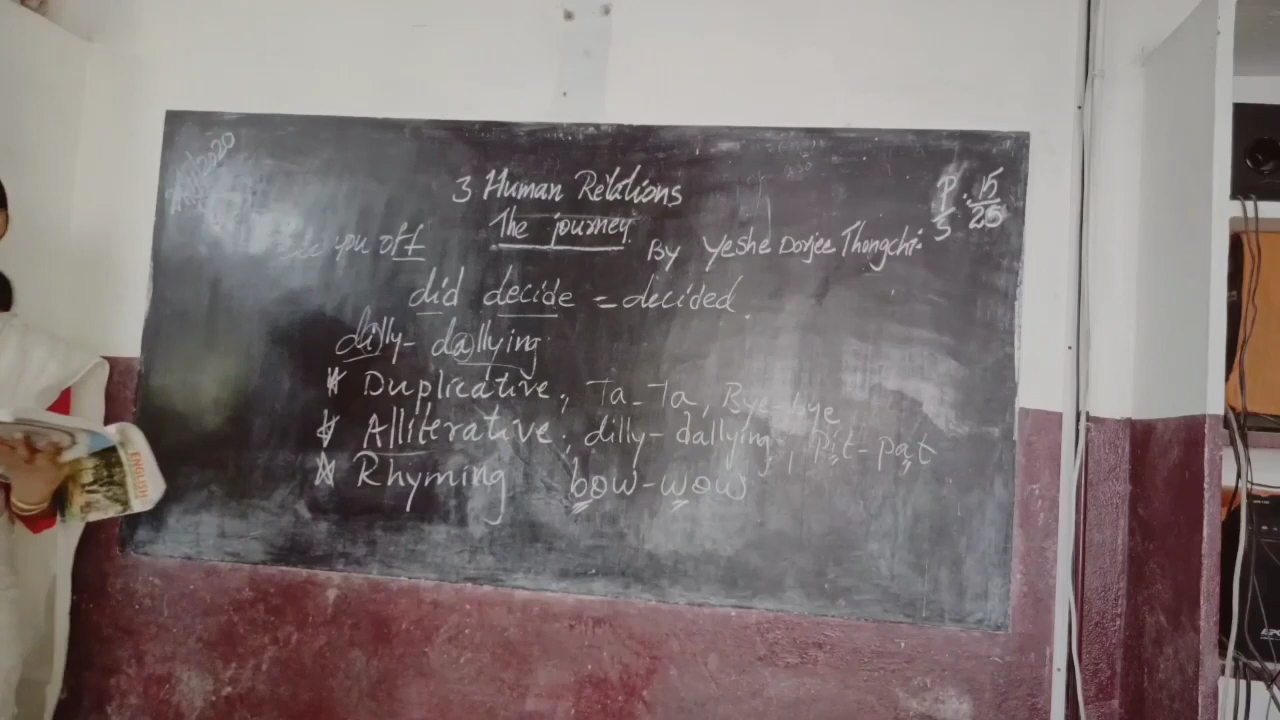 3 Human Relations
The journey.
By Yeshe Dorjee Thongchi.
P/S: 15/25
you off
did decide = decided.
dilly-dallying.
* Duplicative, Ta-Ta, Bye-bye
* Alliterative, dilly-dallying, Pit-pat
* Rhyming bow-wow
ENGLISH